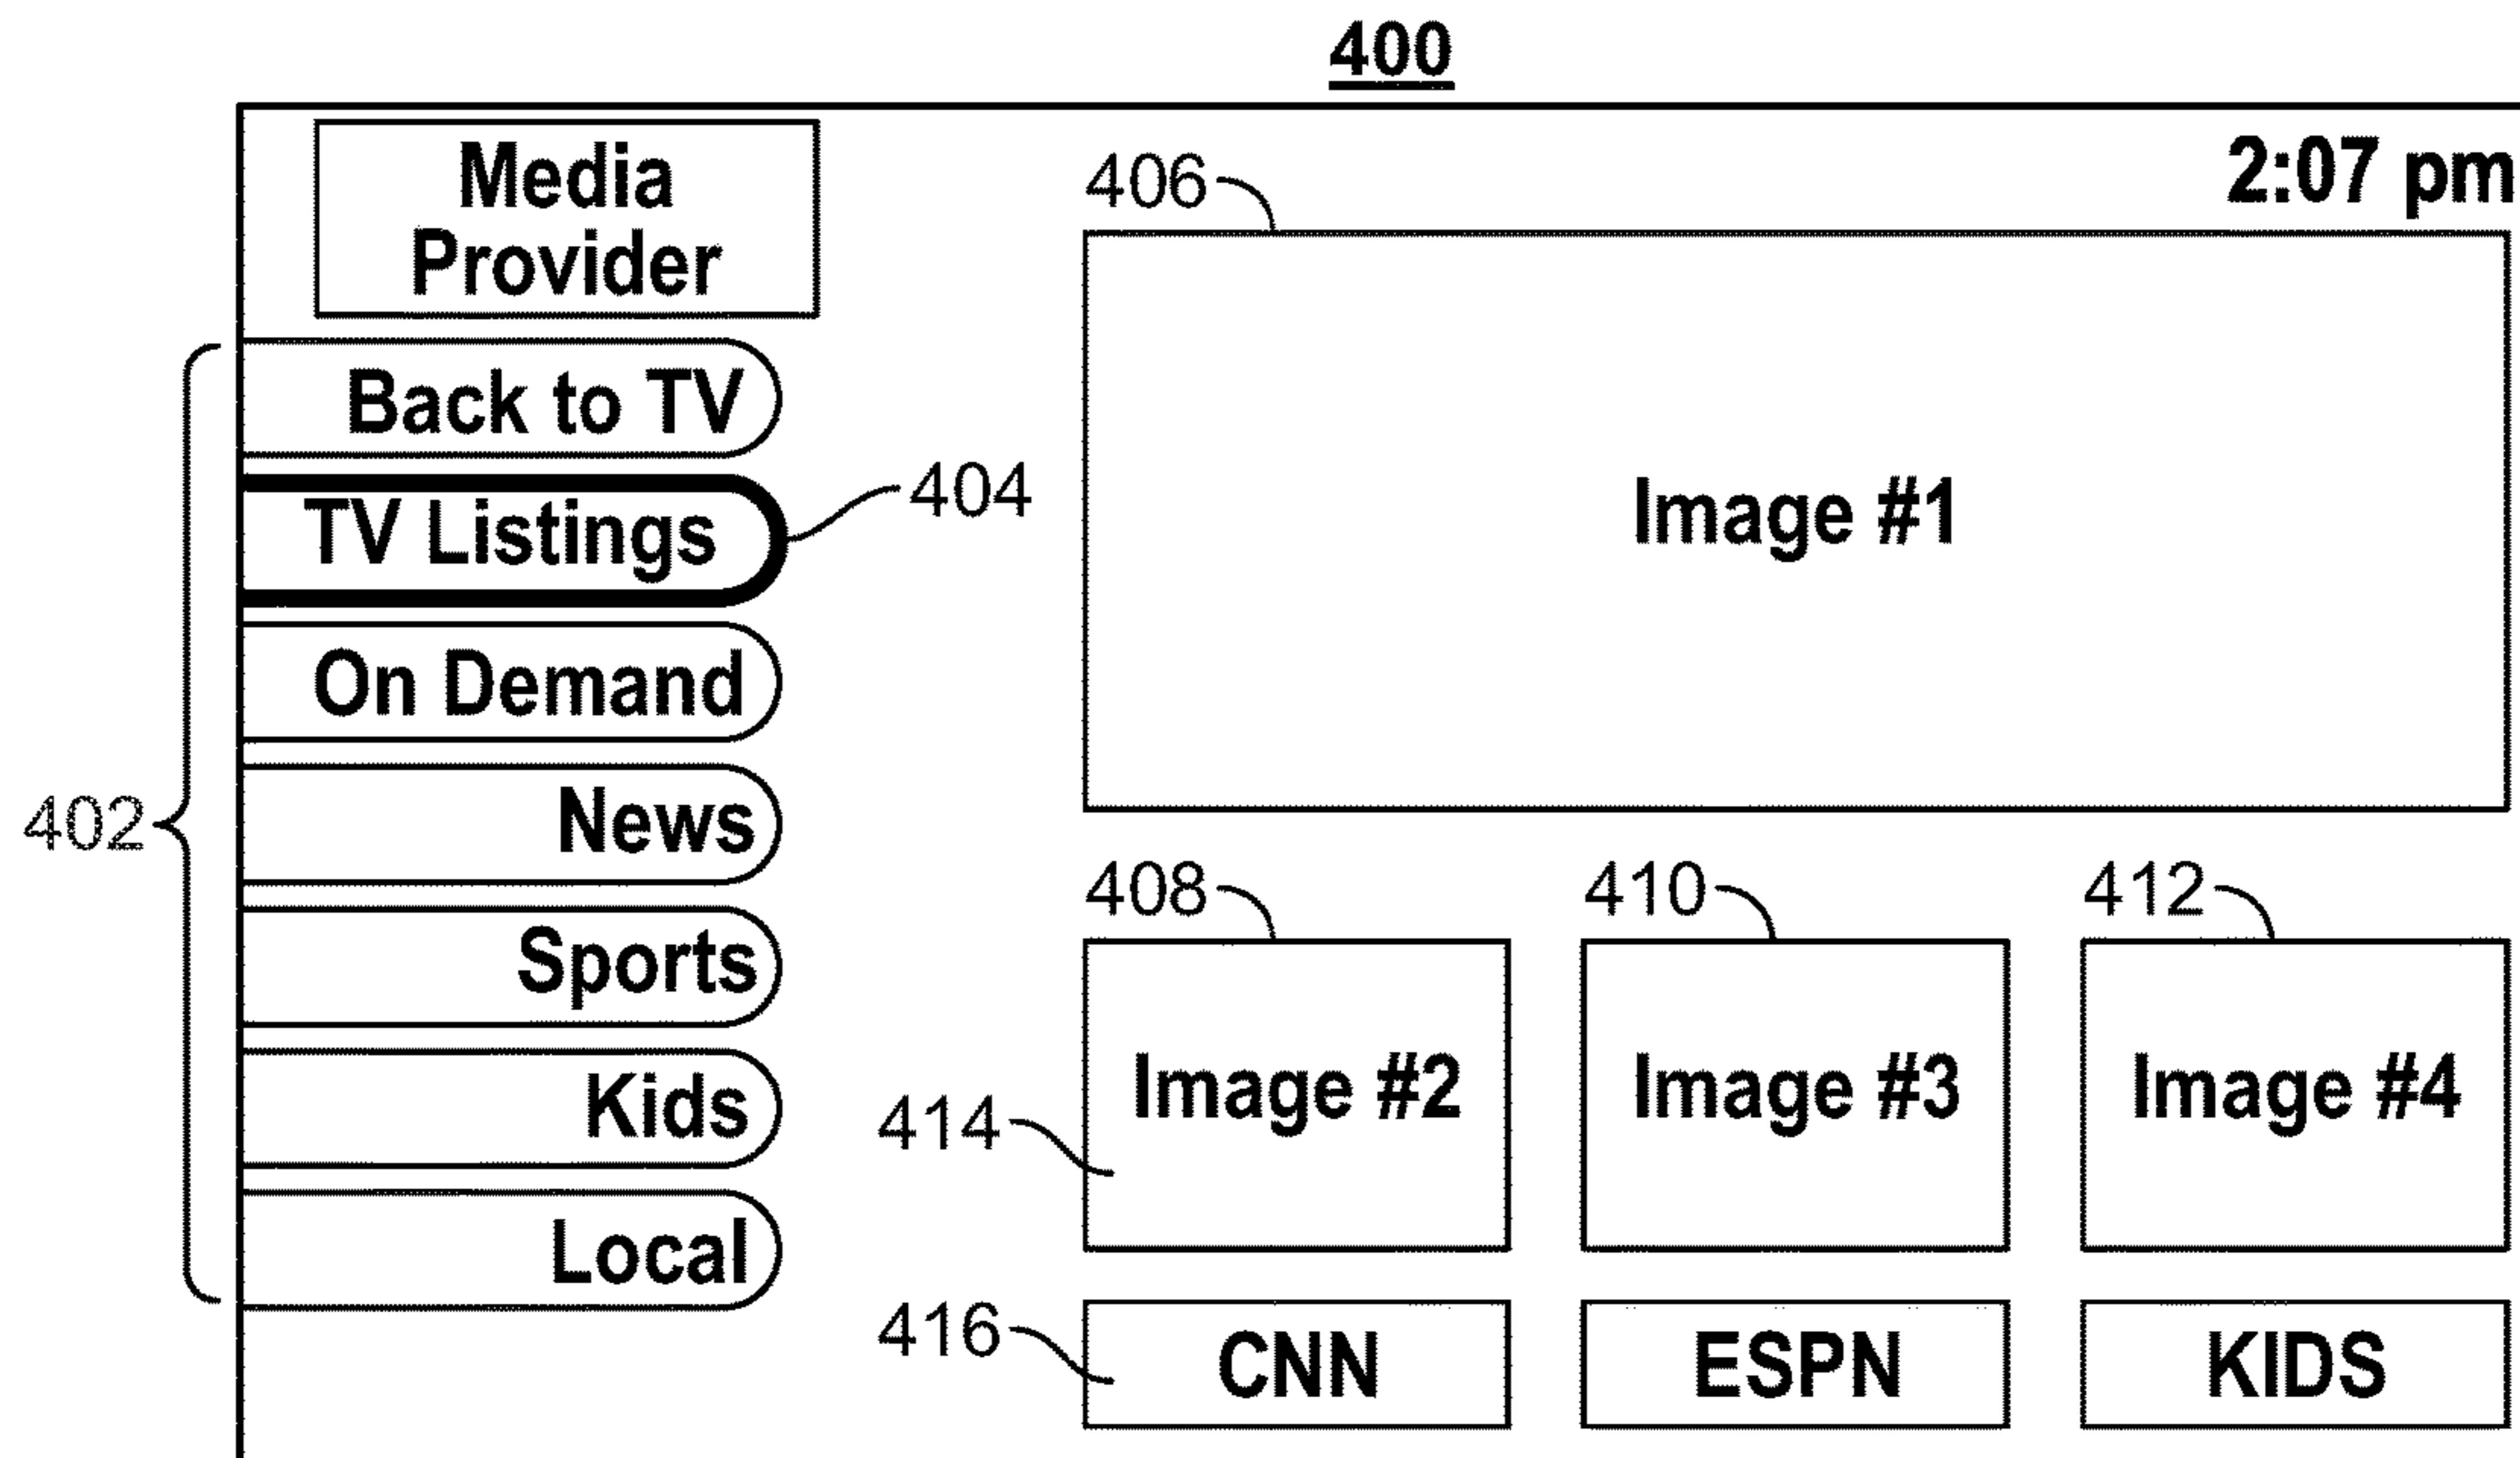 400
Media
Provider
2:07 pm
406
Back to TV
TV Listings
404
Image #1
On Demand
News
402
Sports
408
410
412
Kids
Image #2
Image #3
Image #4
414
Local
416
CNN
ESPN
KIDS